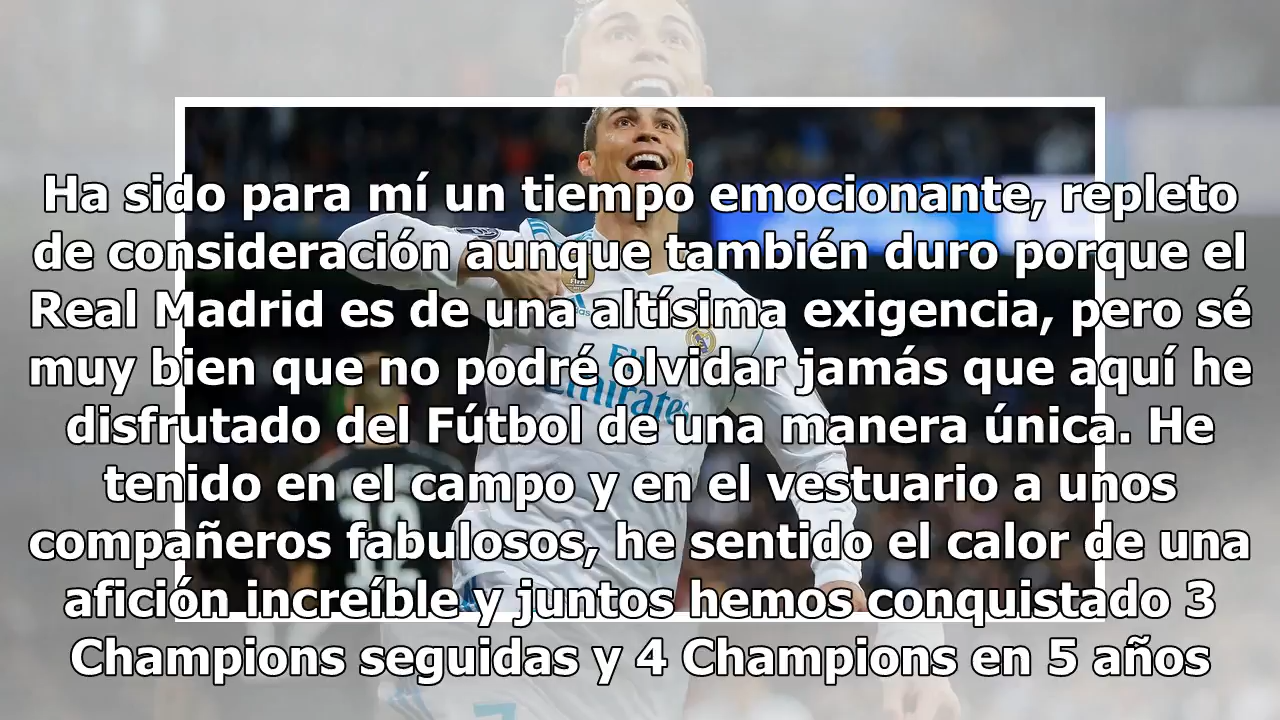 Ha sido para mí un tiempo emocionante, repleto
de consideración aunque también duro porque el
Real Madrid es de una altísima exigencia, pero sé
muy bien que no podré olvidar jamás que aquí he
disfrutado del Fútbol de una manera única. He
tenido en el campo y en el vestuario a unos
compañeros fabulosos, he sentido el calor de una
afición increíble y juntos hemos conquistado 3
Champions seguidas y 4 Champions en 5 años
Fly
Emirates
7